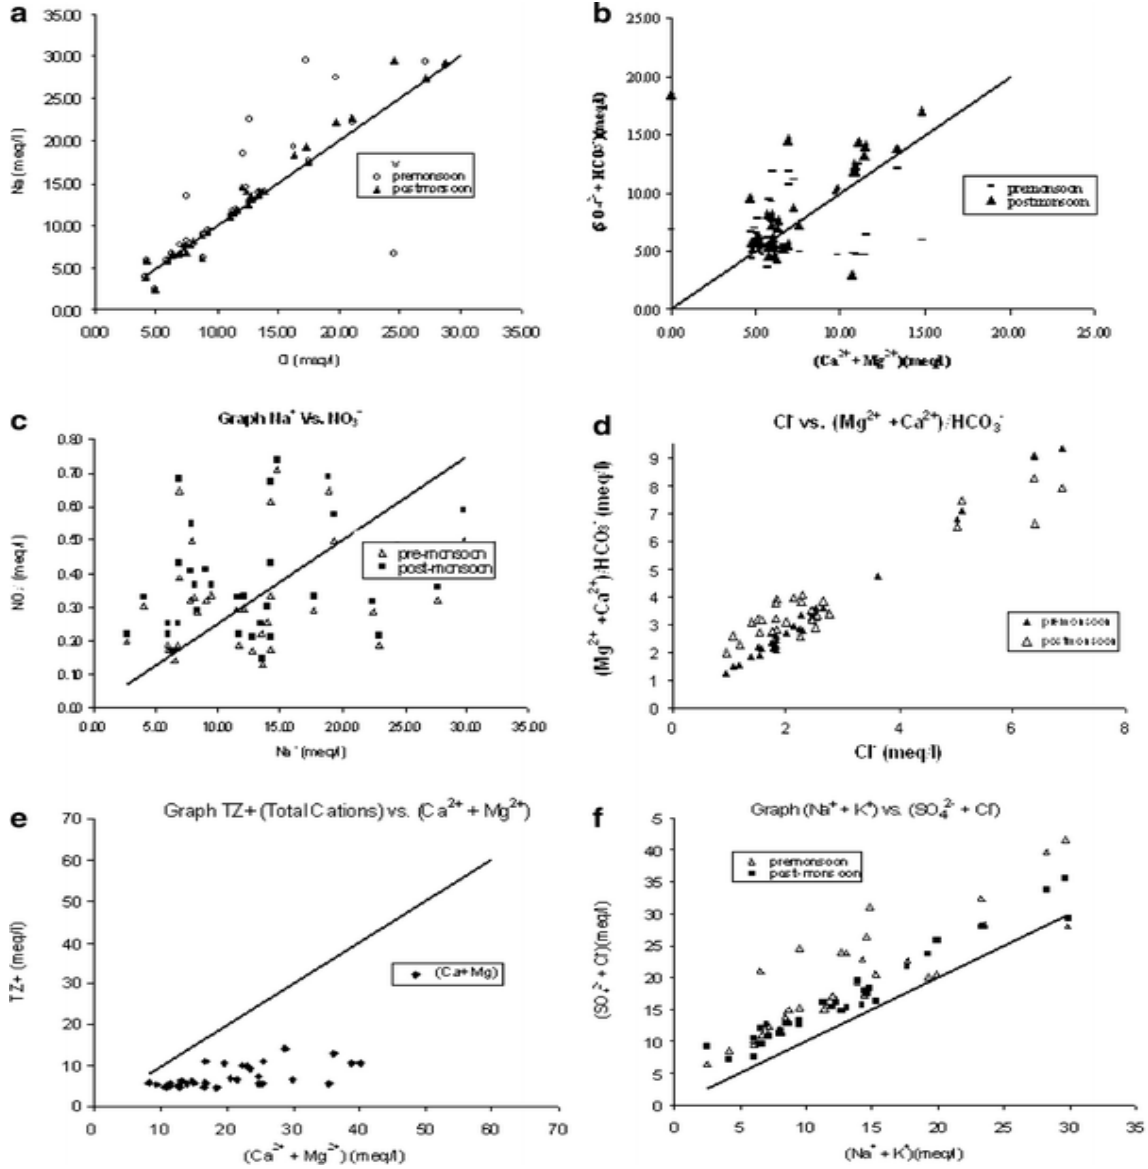 a
35.00
30.00
25.00
20.00
15.00
10.00
5.00
0.00
Na (meq/l)
premonsoon
postmonsoon
0.00 5.00 10.00 15.00 20.00 25.00 30.00 35.00
Cl (meq/l)
b
25.00
20.00
15.00
10.00
5.00
0.00
(SO₄²⁻ + HCO₃⁻)(meq/l)
premonsoon
postmonsoon
0.00 5.00 10.00 15.00 20.00 25.00
(Ca²⁺ + Mg²⁺)(meq/l)
c
Graph Na⁺ Vs. NO₃⁻
0.80
0.70
0.60
0.50
0.40
0.30
0.20
0.10
0.00
(meq/l)
pre-monsoon
post-monsoon
0.00 5.00 10.00 15.00 20.00 25.00 30.00 35.00
Na⁺ (meq/l)
d
Cl⁻ vs. (Mg²⁺ + Ca²⁺)/HCO₃⁻
9
8
7
6
5
4
3
2
1
0
(Mg²⁺ + Ca²⁺)/HCO₃⁻ (meq/l)
premonsoon
postmonsoon
0 2 4 6 8
Cl⁻ (meq/l)
e
Graph TZ+ (Total Cations) vs. (Ca²⁺ + Mg²⁺)
70
60
50
40
30
20
10
0
TZ+ (meq/l)
(Ca+Mg)
0 10 20 30 40 50 60 70
(Ca²⁺ + Mg²⁺) (meq/l)
f
Graph (Na⁺ + K⁺) vs. (SO₄²⁻ + Cl⁻)
5
40
35
30
25
20
15
10
5
0
(SO₄²⁻ + Cl⁻)(meq/l)
premonsoon
post-monsoon
0 5 10 15 20 25 30 35
(Na⁺ + K⁺)(meq/l)